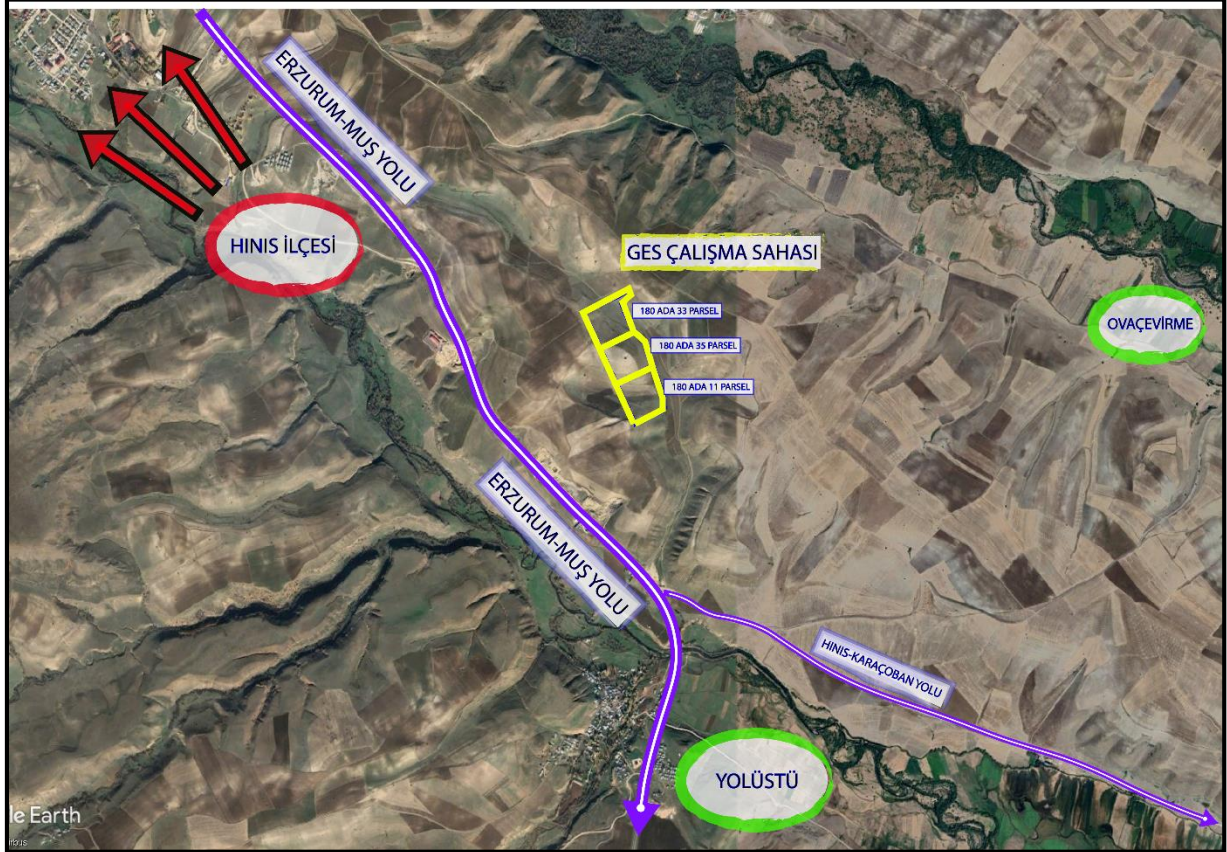 ERZURUM-MUŞ YOLU
HINIS İLÇESİ
GES ÇALIŞMA SAHASI
180 ADA 33 PARSEL
OVAÇEVİRME
180 ADA 35 PARSEL
180 ADA 11 PARSEL
ERZURUM-MUŞ YOLU
HINIS-KARAÇOBAN YOLU
YOLÜSTÜ
le Earth